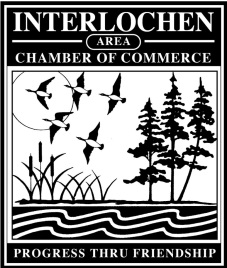 INTERLOCHEN
AREA
CHAMBER OF COMMERCE
PROGRESS THRU FRIENDSHIP